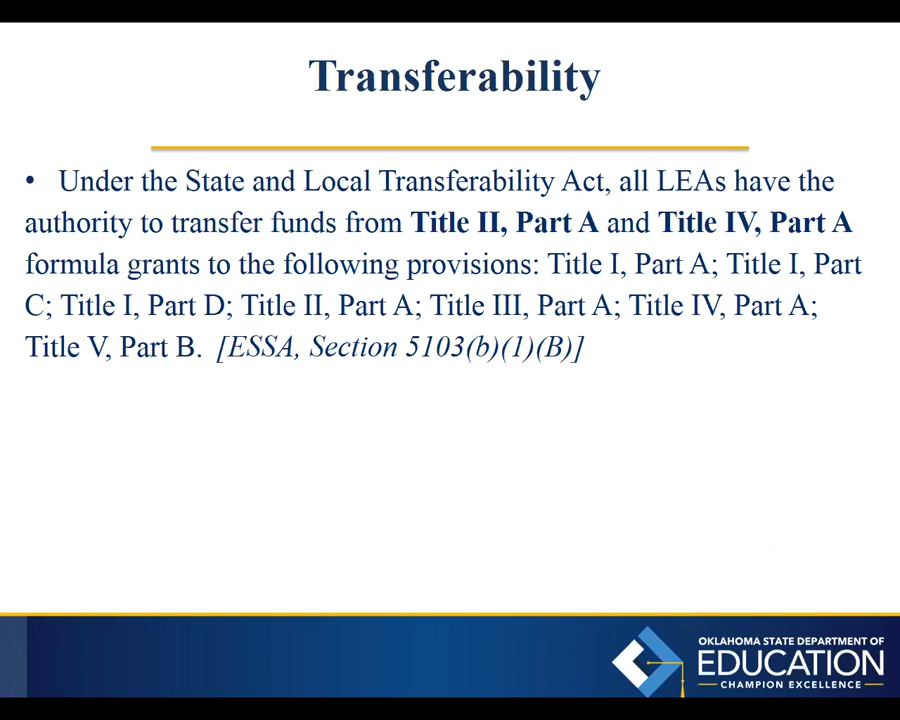 Transferability
• Under the State and Local Transferability Act, all LEAs have the
authority to transfer funds from Title II, Part A and Title IV, Part A
formula grants to the following provisions: Title I, Part A; Title I, Part
C; Title I, Part D; Title II, Part A; Title III, Part A; Title IV, Part A;
Title V, Part B. [ESSA, Section 5103(b)(1)(B)]
OKLAHOMA STATE DEPARTMENT OF
EDUCATION
CHAMPION EXCELLENCE